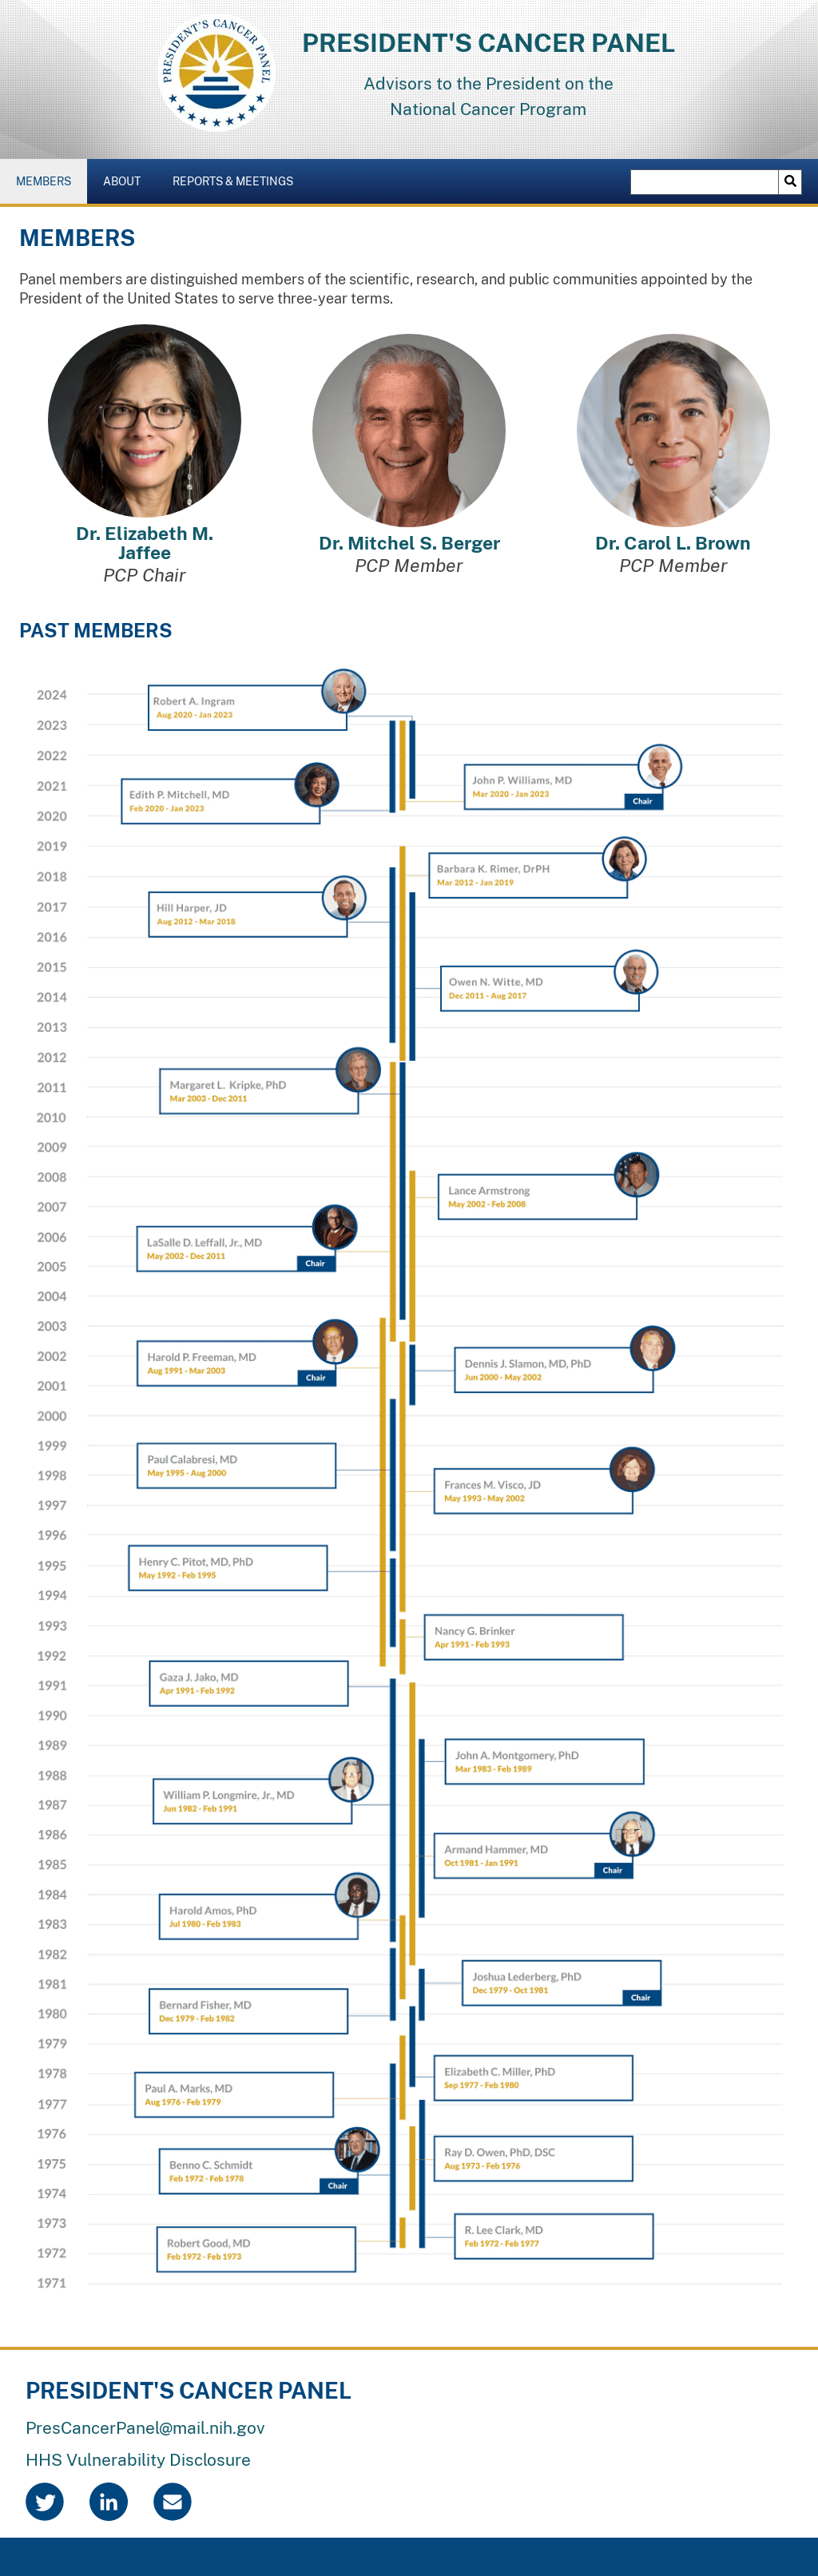 PRESIDENT'S CANCER PANEL
PRESIDENT'S CANCER PANEL
Advisors to the President on the
National Cancer Program
MEMBERS
ABOUT
REPORTS & MEETINGS
MEMBERS
Panel members are distinguished members of the scientific, research, and public communities appointed by the
President of the United States to serve three-year terms.
Dr. Elizabeth M.
Jaffee
PCP Chair
Dr. Mitchel S. Berger
PCP Member
Dr. Carol L. Brown
PCP Member
PAST MEMBERS
2024
Robert A. Ingram
Aug 2020 - Jan 2023
2023
2022
John P. Williams, MD
Mar 2020 - Jan 2023
Chair
2021
Edith P. Mitchell, MD
Feb 2020 - Jan 2023
2020
2019
Barbara K. Rimer, DrPH
Mar 2012 - Jan 2019
2018
2017
Hill Harper, JD
Aug 2012 - Mar 2018
2016
2015
Owen N. Witte, MD
Dec 2011 - Aug 2017
2014
2013
2012
2011
Margaret L. Kripke, PhD
Mar 2003 - Dec 2011
2010
2009
2008
Lance Armstrong
May 2002 - Feb 2008
2007
2006
LaSalle D. Leffall, Jr., MD
May 2002 - Dec 2011
Chair
2005
2004
2003
2002
Harold P. Freeman, MD
Aug 1991 - Mar 2003
Chair
Dennis J. Slamon, MD, PhD
Jun 2000 - May 2002
2001
2000
1999
Paul Calabresi, MD
May 1995 - Aug 2000
1998
Frances M. Visco, JD
May 1993 - May 2002
1997
1996
Henry C. Pitot, MD, PhD
May 1992 - Feb 1995
1995
1994
1993
Nancy G. Brinker
Apr 1991 - Feb 1993
1992
Gaza J. Jako, MD
Apr 1991 - Feb 1992
1991
1990
1989
John A. Montgomery, PhD
Mar 1983 - Feb 1989
1988
William P. Longmire, Jr., MD
Jun 1982 - Feb 1991
1987
1986
Armand Hammer, MD
Oct 1981 - Jan 1991
Chair
1985
1984
Harold Amos, PhD
Jul 1980 - Feb 1983
1983
1982
Joshua Lederberg, PhD
Dec 1979 - Oct 1981
Chair
1981
Bernard Fisher, MD
Dec 1979 - Feb 1982
1980
1979
1978
Elizabeth C. Miller, PhD
Sep 1977 - Feb 1980
Paul A. Marks, MD
Aug 1976 - Feb 1979
1977
1976
Ray D. Owen, PhD, DSC
Aug 1973 - Feb 1976
1975
Benno C. Schmidt
Feb 1972 - Feb 1978
Chair
1974
1973
R. Lee Clark, MD
Feb 1972 - Feb 1977
Robert Good, MD
Feb 1972 - Feb 1973
1972
1971
PRESIDENT'S CANCER PANEL
PresCancerPanel@mail.nih.gov
HHS Vulnerability Disclosure